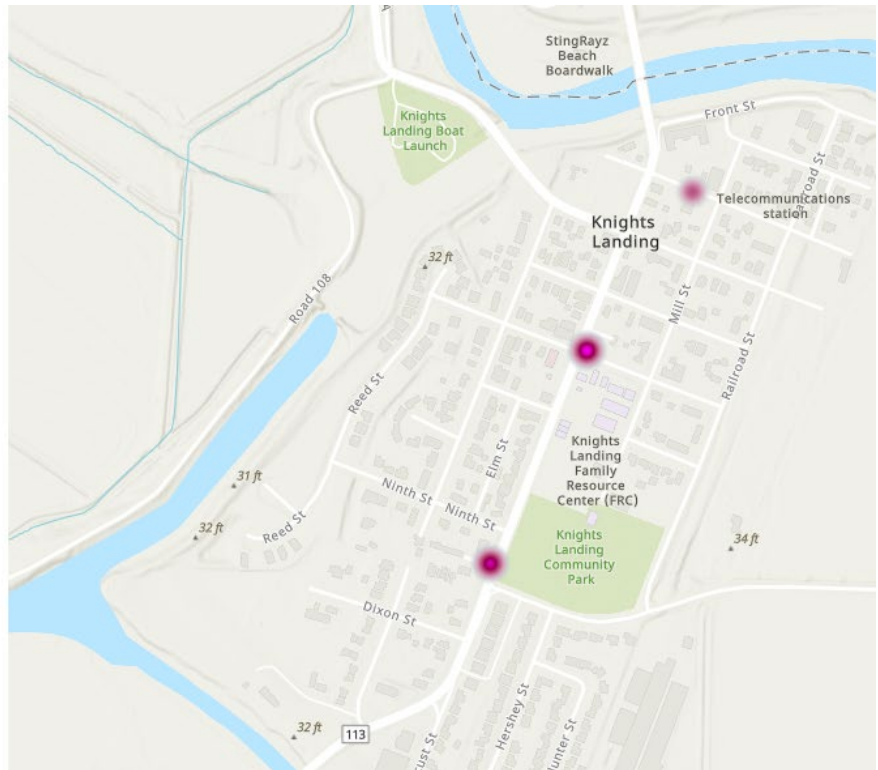 StingRayz
Beach
Boardwalk
Front St
Knights
Landing Boat
Launch
Railroad St
Telecommunications
station
Knights
Landing
32 ft
Road 108
Mill St
Railroad St
Reed St
Elm St
Knights
Landing
Family
Resource
Center (FRC)
31 ft
Ninth St
Ninth St
32 ft
Reed St
Knights
Landing
Community
Park
34 ft
Dixon St
32 ft
113
Hershey St